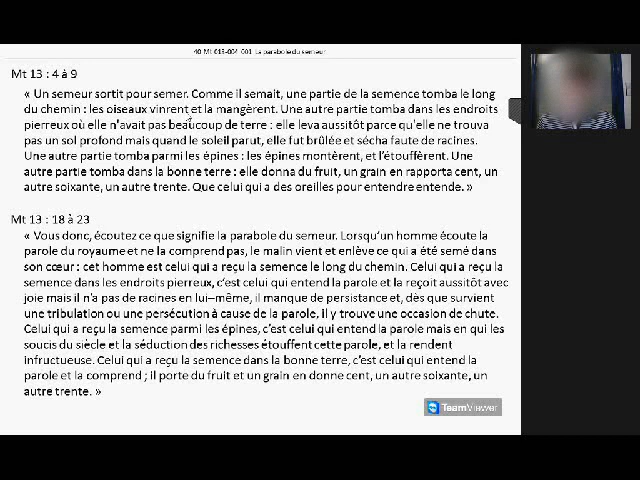 40 Mt 013-004 001 La parabole du semeur
Mt 13 : 4 à 9
« Un semeur sortit pour semer. Comme il semait, une partie de la semence tomba le long
du chemin : les oiseaux vinrent et la mangèrent. Une autre partie tomba dans les endroits
pierreux où elle n'avait pas beaucoup de terre : elle leva aussitôt parce qu'elle ne trouva
pas un sol profond mais quand le soleil parut, elle fut brûlée et sécha faute de racines.
Une autre partie tomba parmi les épines : les épines montèrent, et l'étouffèrent. Une
autre partie tomba dans la bonne terre : elle donna du fruit, un grain en rapporta cent, un
autre soixante, un autre trente. Que celui qui a des oreilles pour entendre entende. »
Mt 13 : 18 à 23
« Vous donc, écoutez ce que signifie la parabole du semeur. Lorsqu'un homme écoute la
parole du royaume et ne la comprend pas, le malin vient et enlève ce qui a été semé dans
son cœur : cet homme est celui qui a reçu la semence le long du chemin. Celui qui a reçu la
semence dans les endroits pierreux, c'est celui qui entend la parole et la reçoit aussitôt avec
joie mais il n'a pas de racines en lui–même, il manque de persistance et, dès que survient
une tribulation ou une persécution à cause de la parole, il y trouve une occasion de chute.
Celui qui a reçu la semence parmi les épines, c'est celui qui entend la parole mais en qui les
soucis du siècle et la séduction des richesses étouffent cette parole, et la rendent
infructueuse. Celui qui a reçu la semence dans la bonne terre, c'est celui qui entend la
parole et la comprend ; il porte du fruit et un grain en donne cent, un autre soixante, un
autre trente. »
TeamViewer